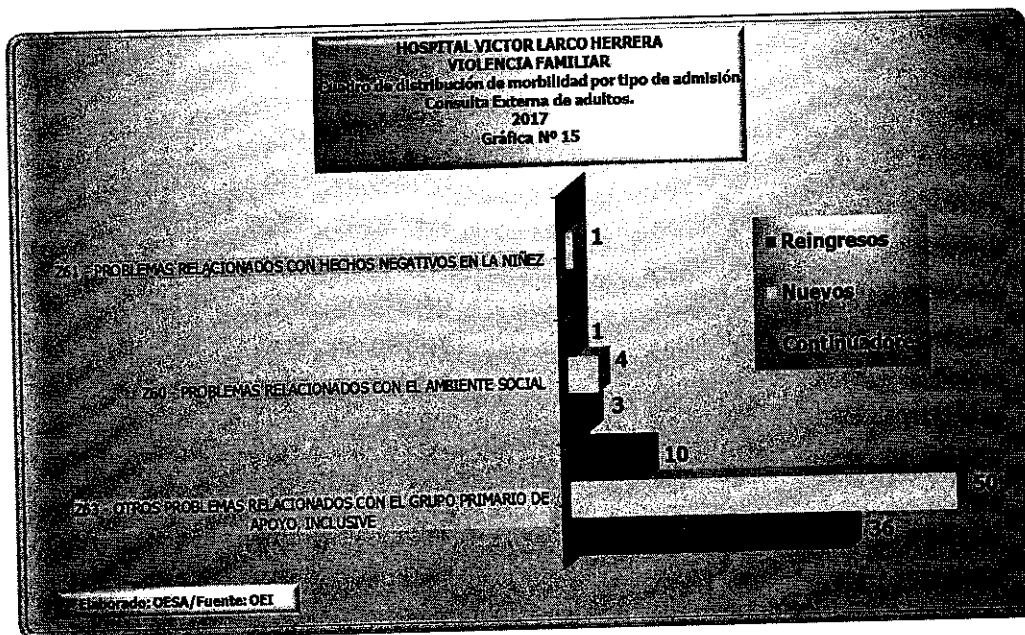 HOSPITAL VICTOR LARCO HERRERA
VIOLENCIA FAMILIAR
Cuadro de distribución de morbilidad por tipo de admisión
Consulta Externa de adultos.
2017
Gráfica Nº 15
Z61 - PROBLEMAS RELACIONADOS CON HECHOS NEGATIVOS EN LA NIÑEZ
1
Z60 - PROBLEMAS RELACIONADOS CON EL AMBIENTE SOCIAL
1
4
3
Z63 - OTROS PROBLEMAS RELACIONADOS CON EL GRUPO PRIMARIO DE
APOYO, INCLUSIVE
10
50
36
Reingresos
Nuevos
Continuadore
Elaborado: OESA/Fuente: OEI